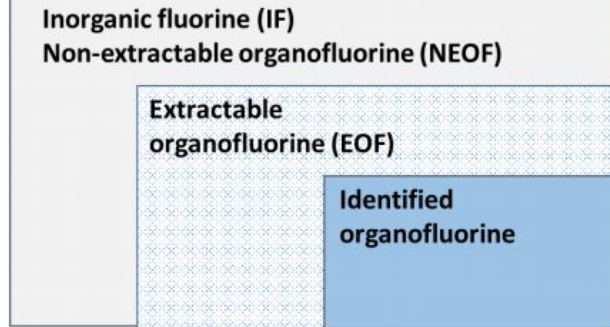 Inorganic fluorine (IF)
Non-extractable organofluorine (NEOF)
Extractable
organofluorine (EOF)
Identified
organofluorine